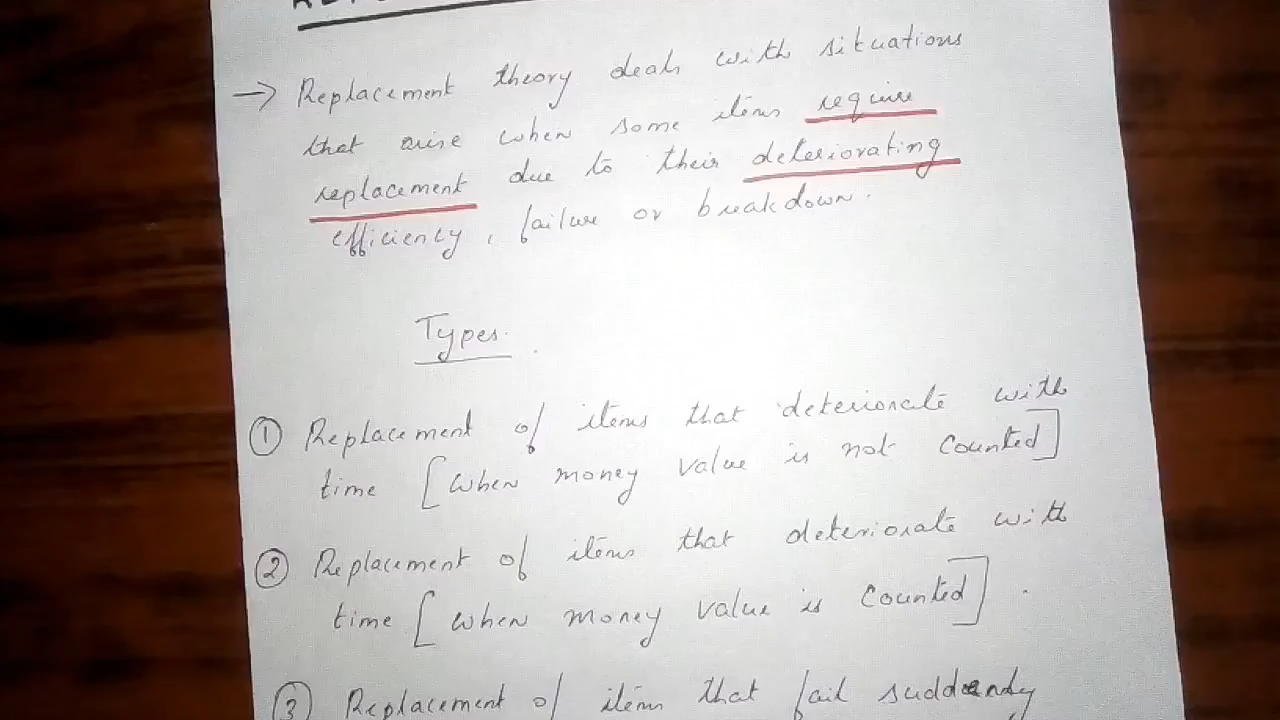 → Replacement theory deals with situations
that arise when some items require
replacement due to their deteriorating
efficiency, failure or breakdown.
Types.
① Replacement of items that deteriorate with
time [when money value is not counted]
② Replacement of items that deteriorate with
time [when money value is counted].
③ Replacement of items that fail suddenly